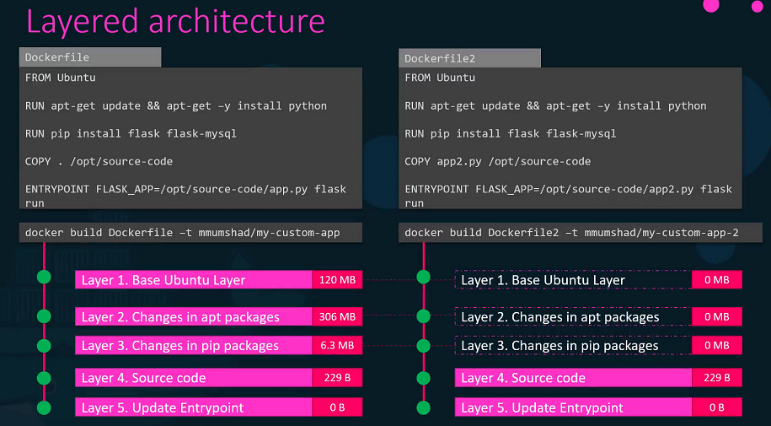 Layered architecture
Dockerfile
FROM Ubuntu
RUN apt-get update && apt-get –y install python
RUN pip install flask flask-mysql
COPY . /opt/source-code
ENTRYPOINT FLASK_APP=/opt/source-code/app.py flask
run
docker build Dockerfile –t mmumshad/my-custom-app
Layer 1. Base Ubuntu Layer 120 MB
Layer 2. Changes in apt packages 306 MB
Layer 3. Changes in pip packages 6.3 MB
Layer 4. Source code 229 B
Layer 5. Update Entrypoint 0 B
Dockerfile2
FROM Ubuntu
RUN apt-get update && apt-get –y install python
RUN pip install flask flask-mysql
COPY app2.py /opt/source-code
ENTRYPOINT FLASK_APP=/opt/source-code/app2.py flask
run
docker build Dockerfile2 –t mmumshad/my-custom-app-2
Layer 1. Base Ubuntu Layer 0 MB
Layer 2. Changes in apt packages 0 MB
Layer 3. Changes in pip packages 0 MB
Layer 4. Source code 229 B
Layer 5. Update Entrypoint 0 B